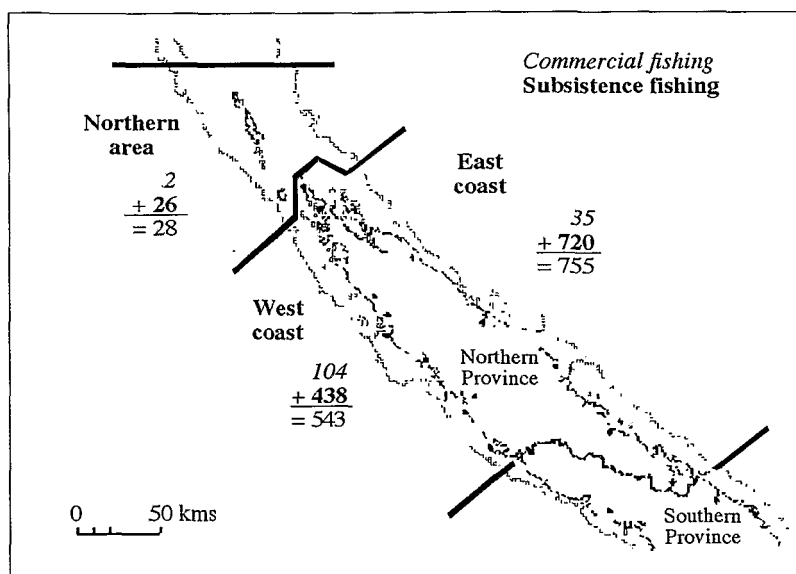 Commercial fishing
Subsistence fishing
Northern
area
2
+ 26
= 28
East
coast
35
+ 720
= 755
West
coast
104
+ 438
= 543
Northern
Province
Southern
Province
0 50 kms